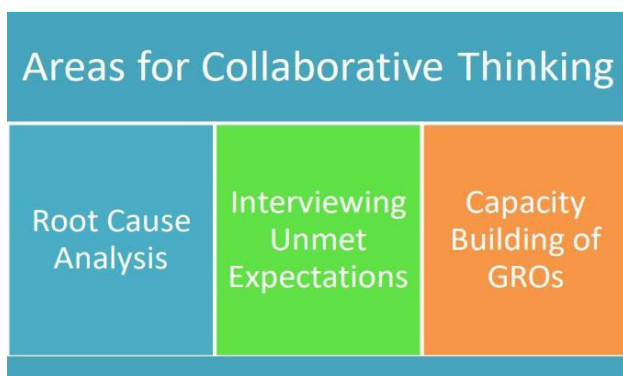 Areas for Collaborative Thinking
Root Cause
Analysis
Interviewing
Unmet
Expectations
Capacity
Building of
GROs